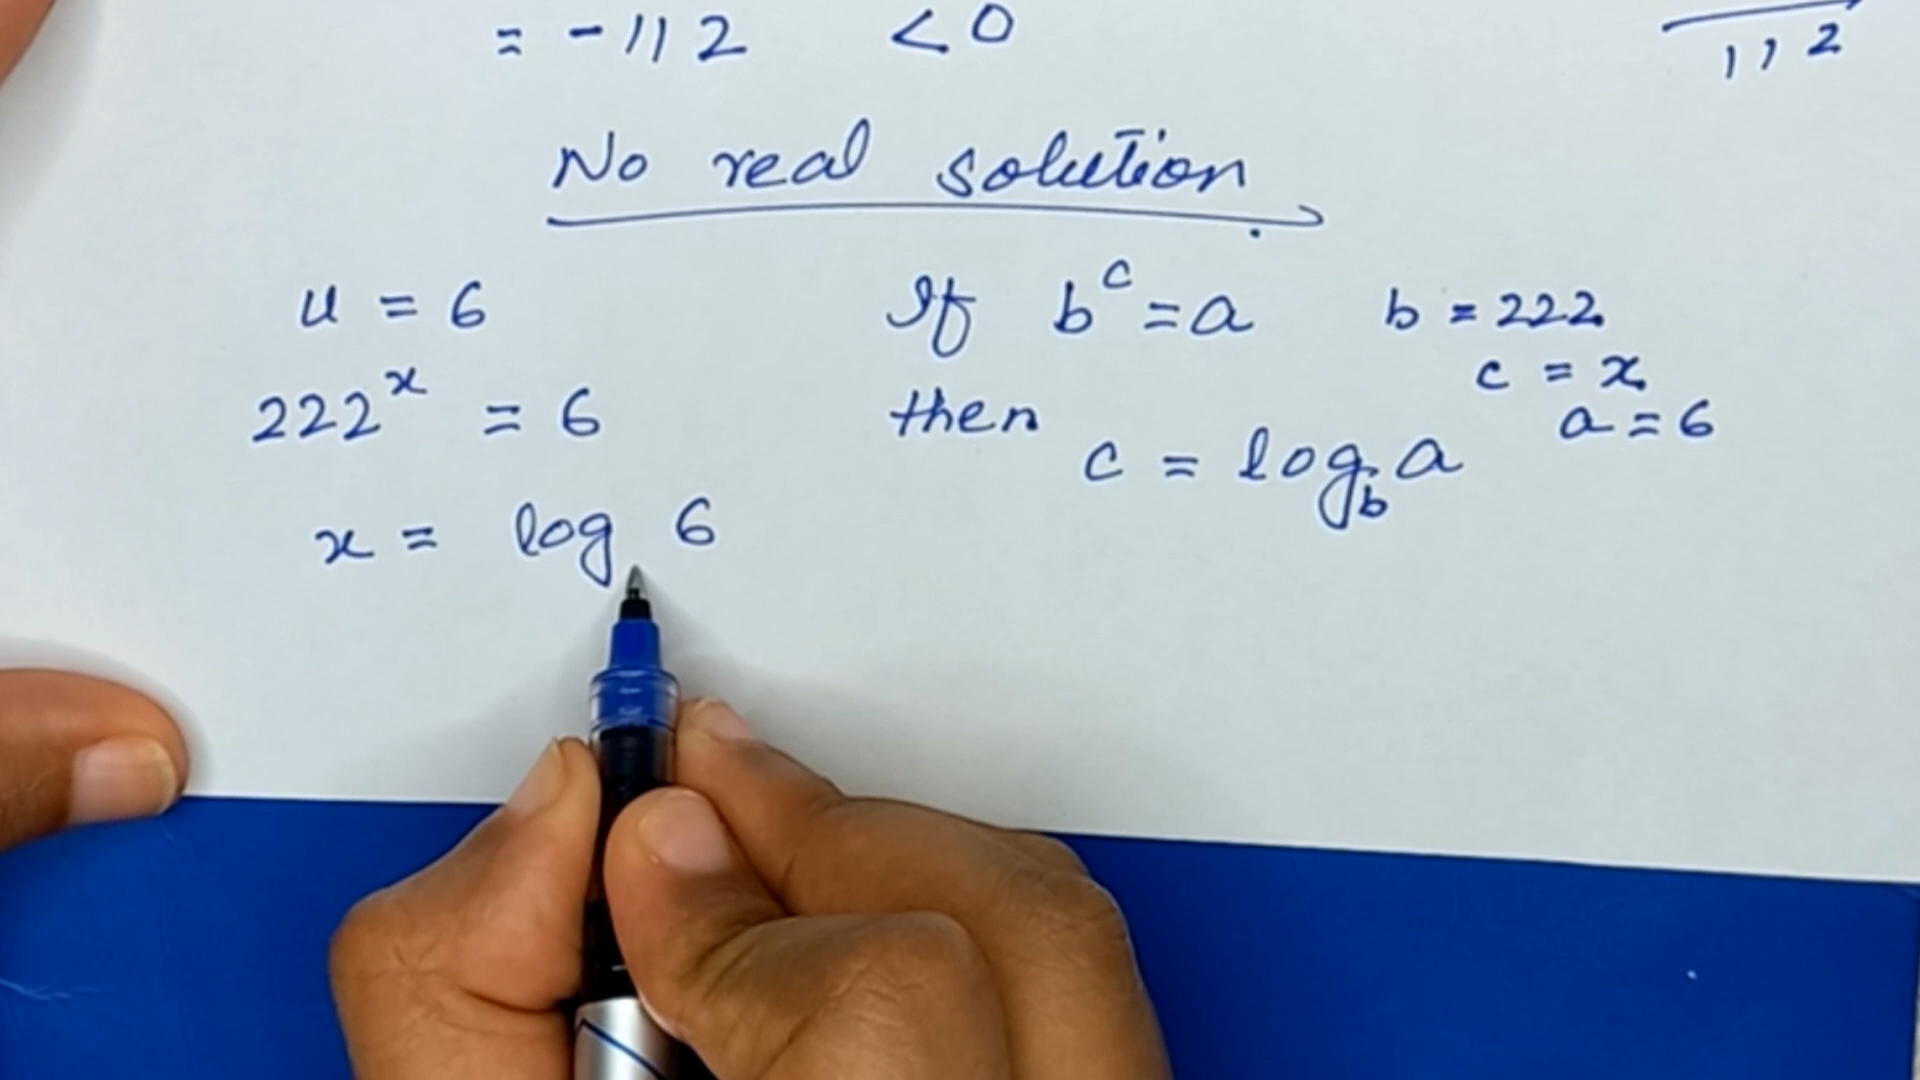 = -112 < 0
112
No real solution
u = 6
222^x = 6
x = log 6
If b^c = a
then
c = log_b a
b = 222
c = x
a = 6